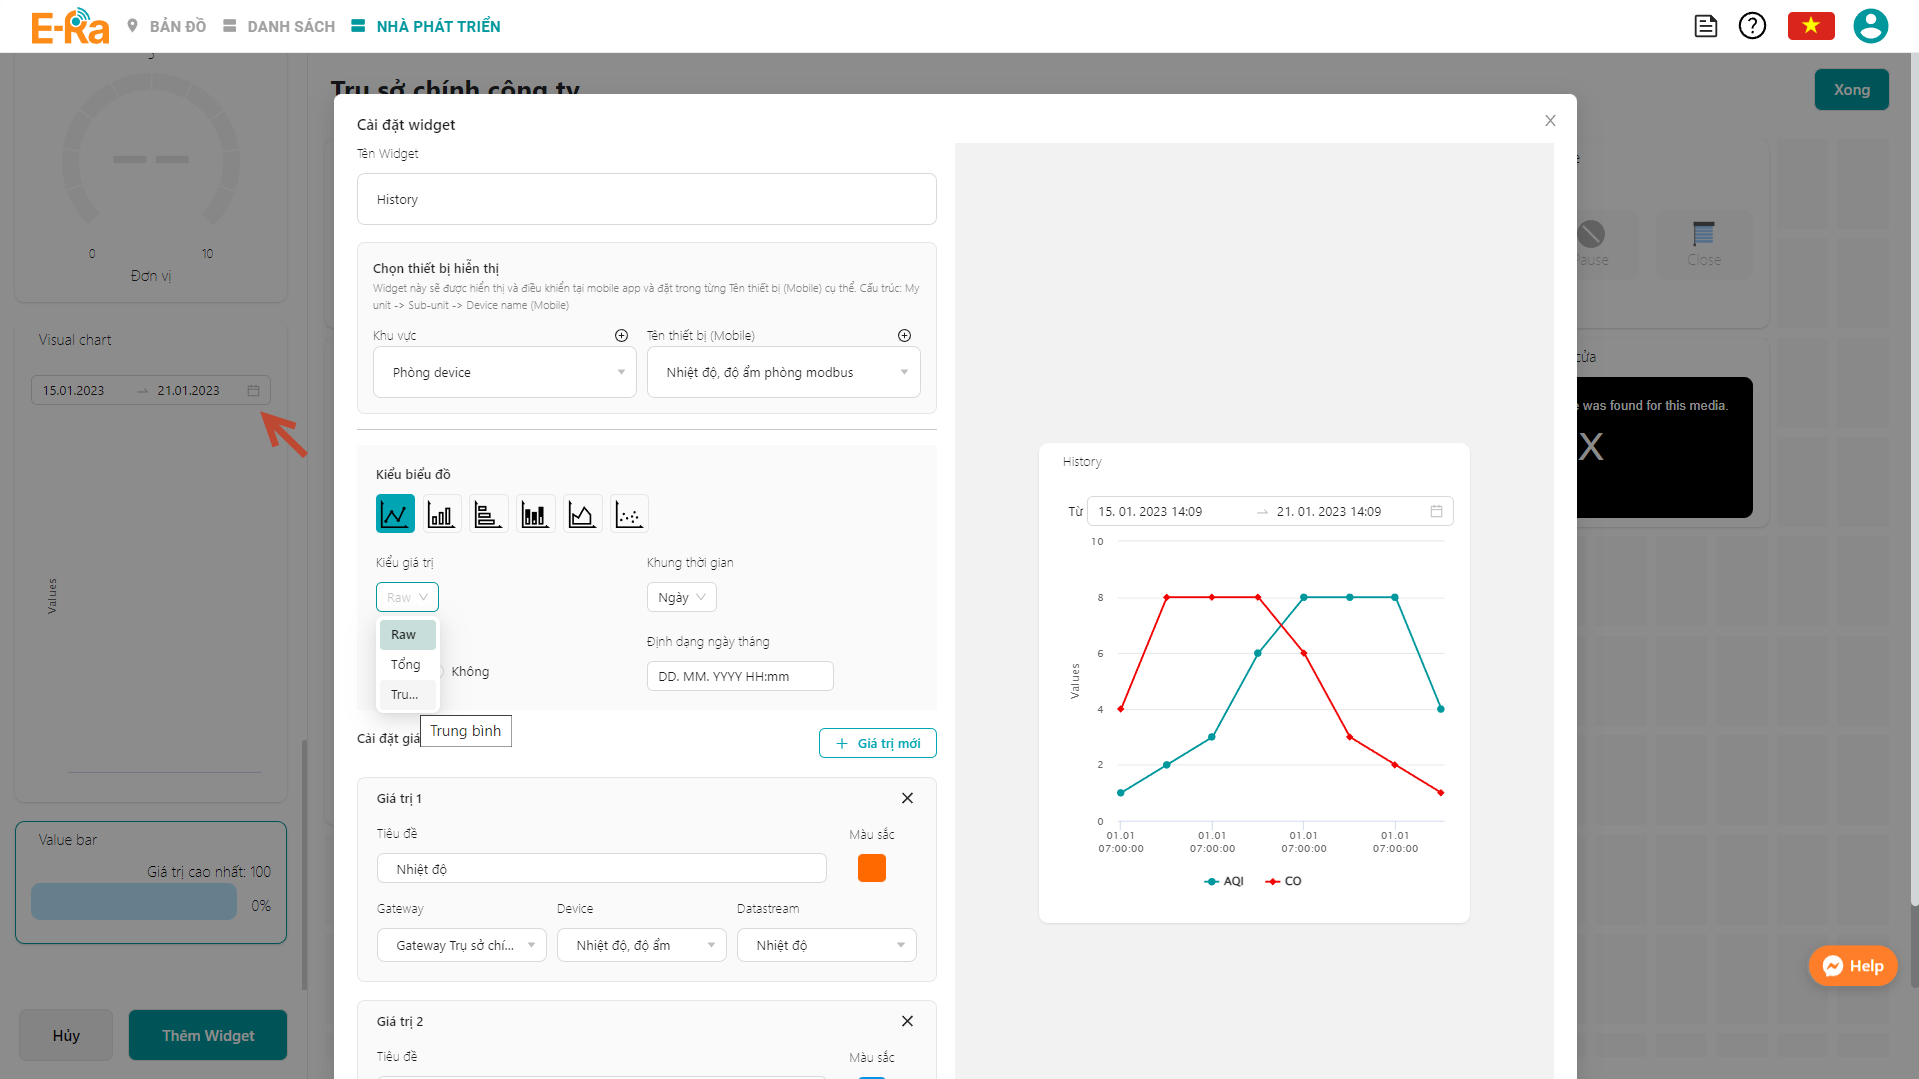 E-Ra
BẢN ĐỒ
DANH SÁCH
NHÀ PHÁT TRIỂN
0
10
Đơn vị
Visual chart
15.01.2023
21.01.2023
Values
Value bar
Giá trị cao nhất: 100
0%
Hủy
Thêm Widget
Trụ sở chính công ty
Xong
Cài đặt widget
Tên Widget
History
Chọn thiết bị hiển thị
Widget này sẽ được hiển thị và điều khiển tại mobile app và đặt trong từng Tên thiết bị (Mobile) cụ thể. Cấu trúc: My
unit -> Sub-unit -> Device name (Mobile)
Khu vực
Tên thiết bị (Mobile)
Phòng device
Nhiệt độ, độ ẩm phòng modbus
Kiểu biểu đồ
Kiểu giá trị
Khung thời gian
Raw
Ngày
Raw
Tổng
Tru...
Không
Định dạng ngày tháng
DD. MM. YYYY HH:mm
Trung bình
Cài đặt giá
Giá trị mới
Giá trị 1
Tiêu đề
Màu sắc
Nhiệt độ
Gateway
Device
Datastream
Gateway Trụ sở chí...
Nhiệt độ, độ ẩm
Nhiệt độ
Giá trị 2
Tiêu đề
Màu sắc
History
Từ
15. 01. 2023 14:09
21. 01. 2023 14:09
10
8
6
4
2
0
Values
01.01
07:00:00
01.01
07:00:00
01.01
07:00:00
01.01
07:00:00
AQI
CO
Pause
Close
cửa
e was found for this media.
X
Help